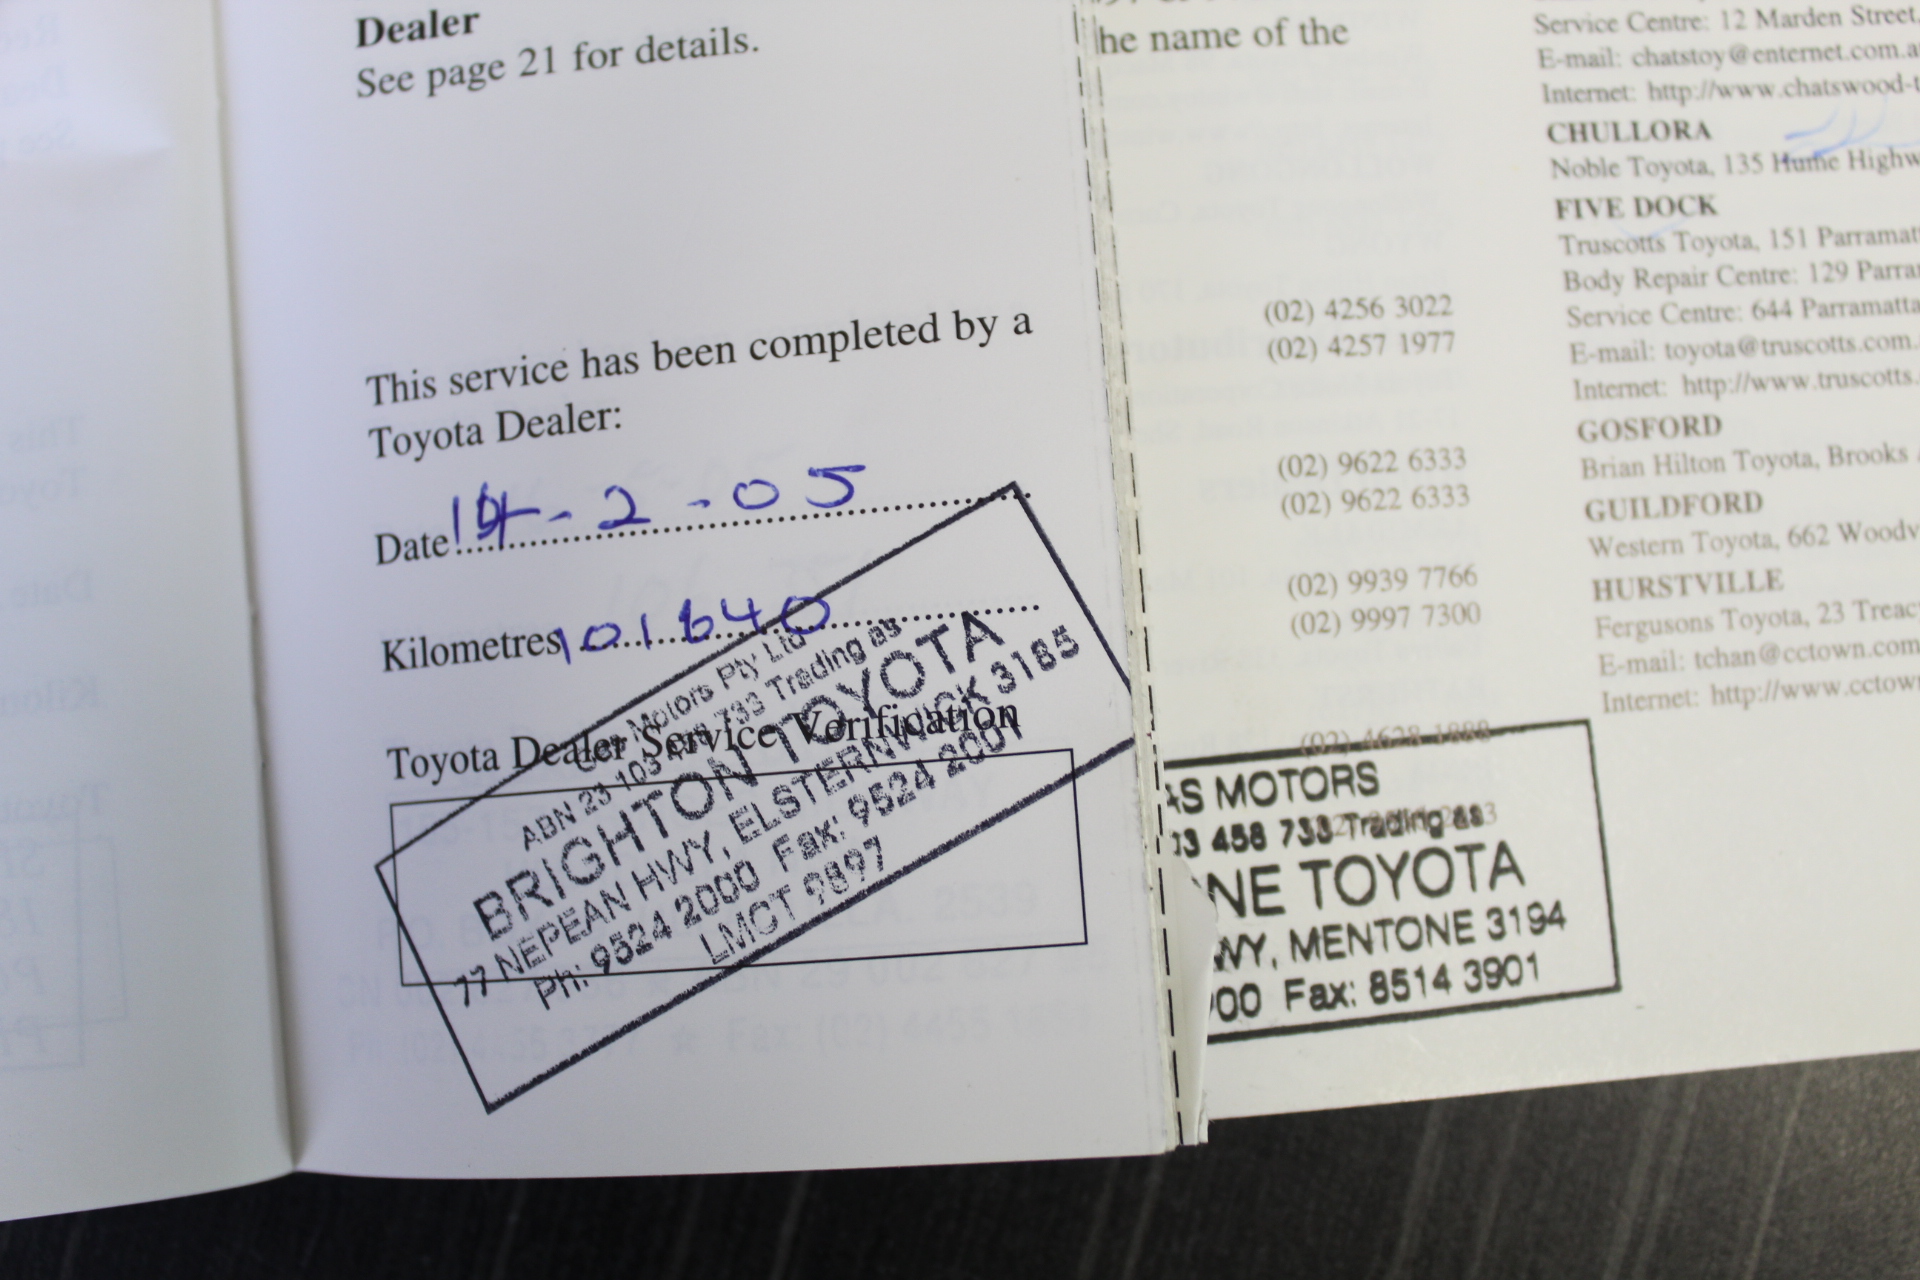 Dealer
See page 21 for details.
This service has been completed by a
Toyota Dealer:
Date 14-2-05
Kilometres 101640
Toyota Dealer Service Verification
Motors Pty Ltd
ABN 23 103 458 733 Trading as
BRIGHTON TOYOTA
77 NEPEAN HWY, ELSTERNWICK 3185
Ph: 9524 2000 Fax: 9524 2001
LMCT 9897
he name of the
(02) 4256 3022
(02) 4257 1977
(02) 9622 6333
(02) 9622 6333
(02) 9939 7766
(02) 9997 7300
(02) 4628 1888
AS MOTORS
03 458 733 Trading as
NE TOYOTA
WY, MENTONE 3194
00 Fax: 8514 3901
Service Centre: 12 Marden Street,
E-mail: chatstoy@enternet.com.a
Internet: http://www.chatswood-t
CHULLORA
Noble Toyota, 135 Hume Highw
FIVE DOCK
Truscotts Toyota, 151 Parramat
Body Repair Centre: 129 Parra
Service Centre: 644 Parramatta
E-mail: toyota@truscotts.com.
Internet: http://www.truscotts.
GOSFORD
Brian Hilton Toyota, Brooks
GUILDFORD
Western Toyota, 662 Woodv
HURSTVILLE
Fergusons Toyota, 23 Treac
E-mail: tchan@cctown.com
Internet: http://www.cctown